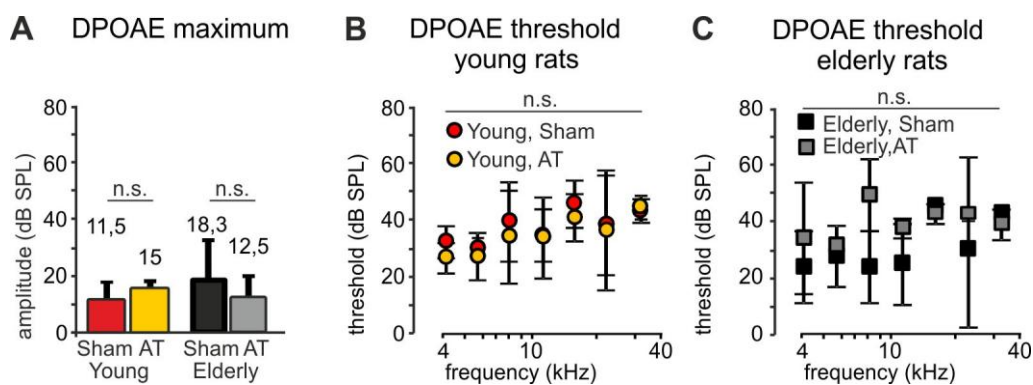 A DPOAE maximum
amplitude (dB SPL)
80
60
40
20
0
n.s.
n.s.
11,5
15
18,3
12,5
Sham AT
Sham AT
Young
Elderly
B DPOAE threshold
young rats
threshold (dB SPL)
80
60
40
20
0
n.s.
Young, Sham
Young, AT
4
10
40
frequency (kHz)
C DPOAE threshold
elderly rats
threshold (dB SPL)
80
60
40
20
0
n.s.
Elderly, Sham
Elderly,AT
4
10
40
frequency (kHz)